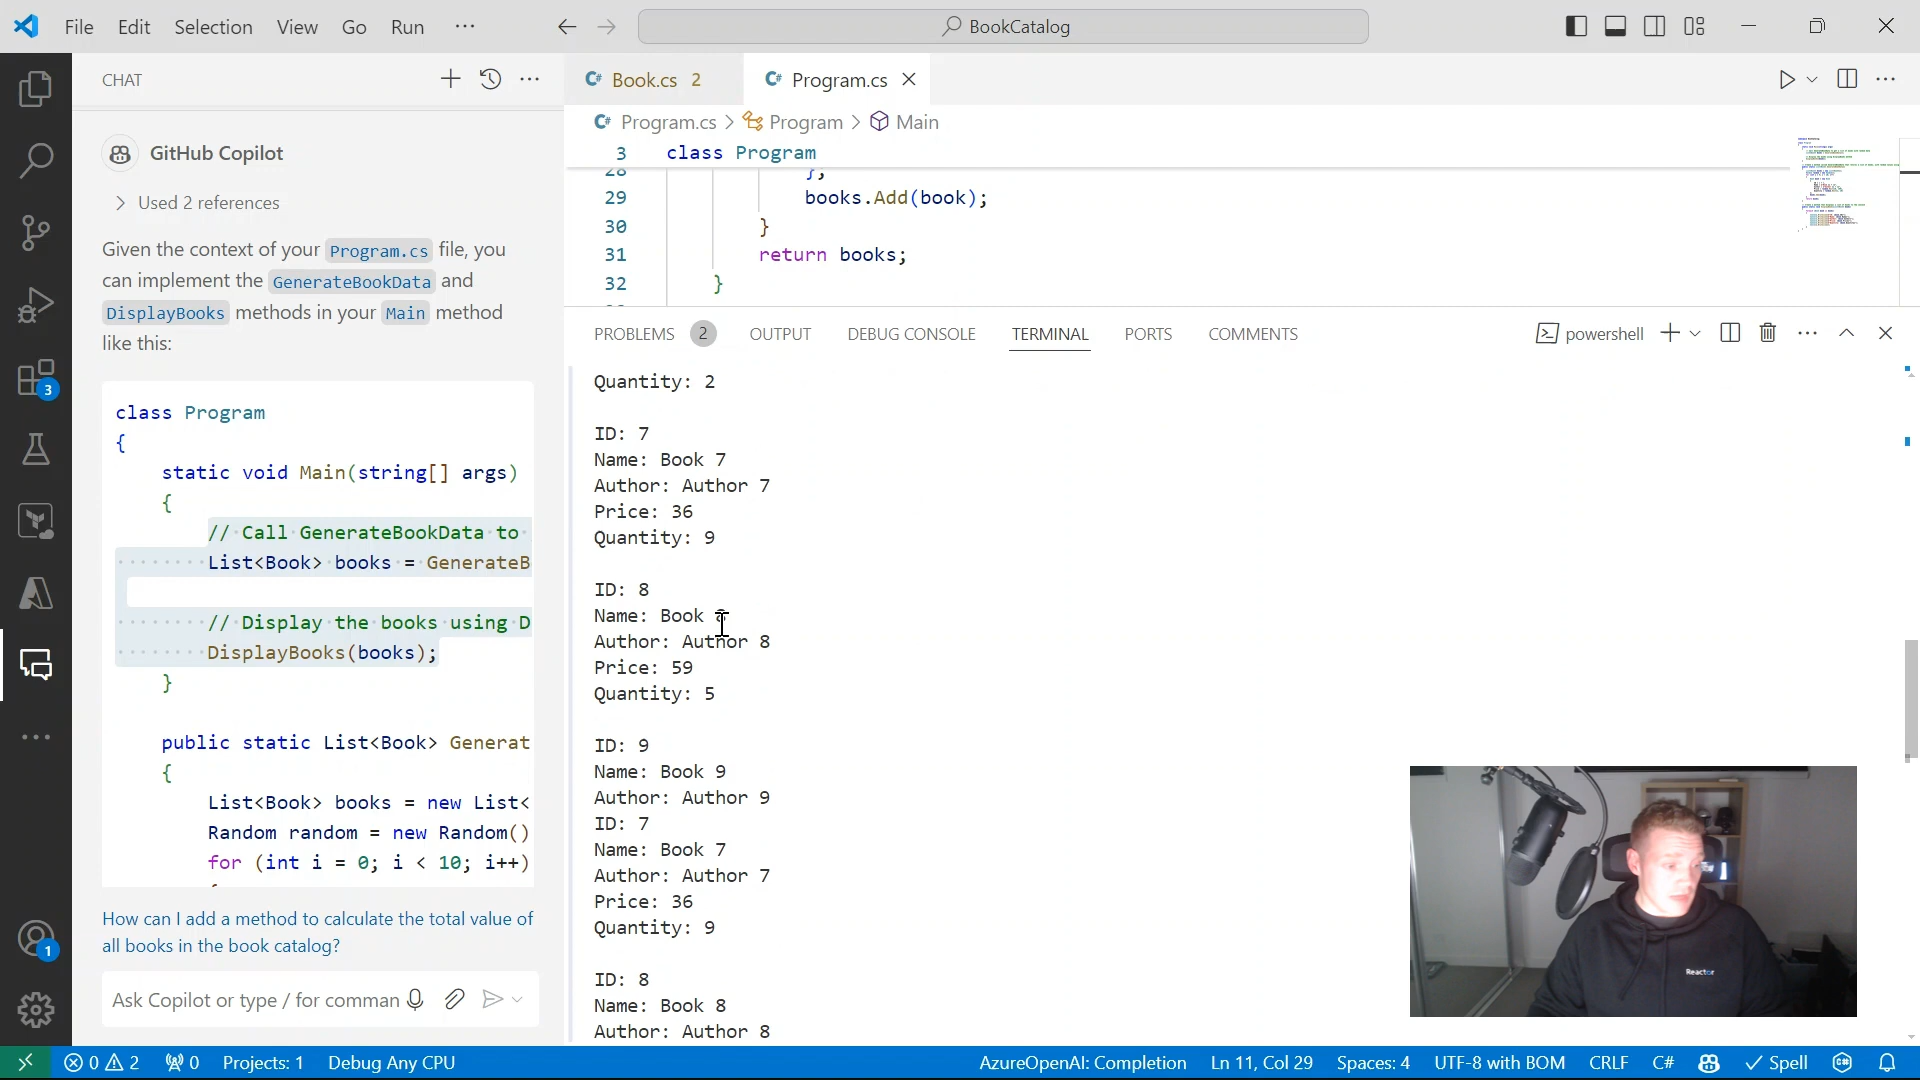 File Edit Selection View Go Run ···
BookCatalog
CHAT
GitHub Copilot
Used 2 references
Given the context of your Program.cs file, you
can implement the GenerateBookData and
DisplayBooks methods in your Main method
like this:
class Program
{
static void Main(string[] args)
{
// Call GenerateBookData to
List<Book> books = GenerateB
// Display the books using D
DisplayBooks(books);
}
public static List<Book> Generat
{
List<Book> books = new List<
Random random = new Random()
for (int i = 0; i < 10; i++)
How can I add a method to calculate the total value of
all books in the book catalog?
Ask Copilot or type / for comman
3
1
Book.cs 2
Program.cs
Program.cs > Program > Main
3 class Program
28 };
29 books.Add(book);
30 }
31 return books;
32 }
PROBLEMS 2 OUTPUT DEBUG CONSOLE TERMINAL PORTS COMMENTS
powershell
Quantity: 2
ID: 7
Name: Book 7
Author: Author 7
Price: 36
Quantity: 9
ID: 8
Name: Book 8
Author: Author 8
Price: 59
Quantity: 5
ID: 9
Name: Book 9
Author: Author 9
ID: 7
Name: Book 7
Author: Author 7
Price: 36
Quantity: 9
ID: 8
Name: Book 8
Author: Author 8
Reactor
0 2 0 Projects: 1 Debug Any CPU
AzureOpenAI: Completion Ln 11, Col 29 Spaces: 4 UTF-8 with BOM CRLF C# Spell